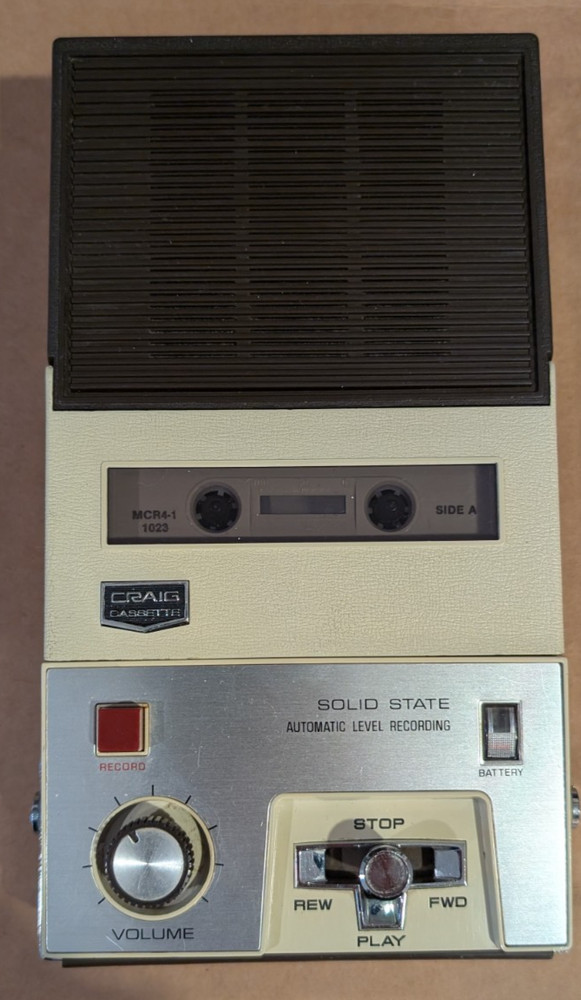 MCR4-1
1023
SIDE A
CRAIG
CASSETTE
SOLID STATE
AUTOMATIC LEVEL RECORDING
RECORD
BATTERY
STOP
REW
FWD
PLAY
VOLUME